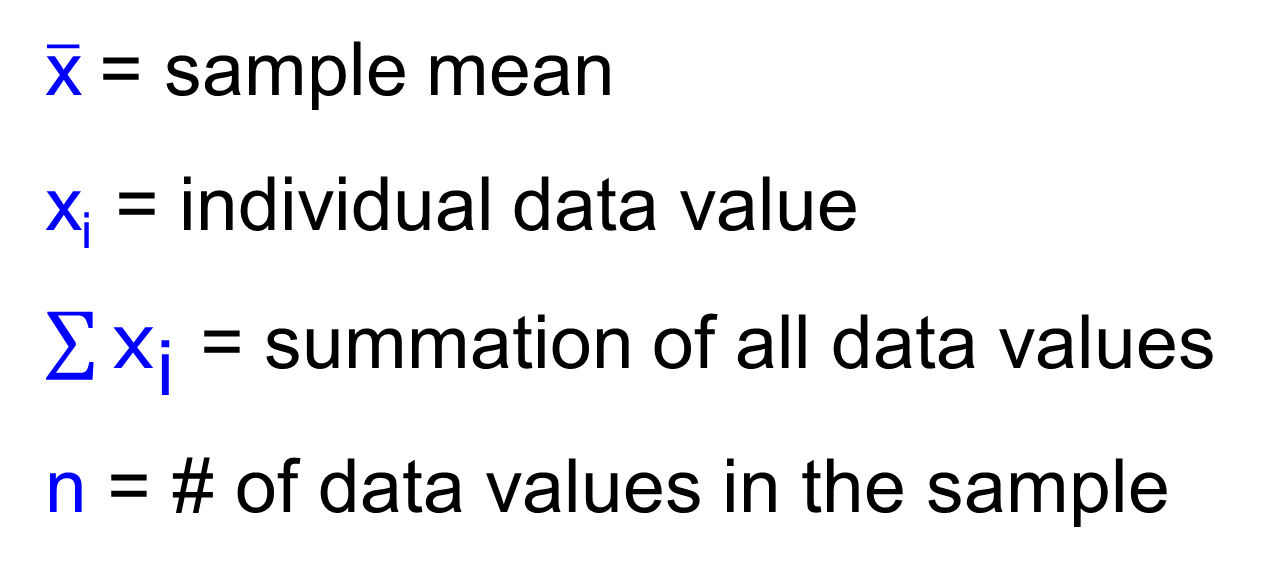 x̅ = sample mean
xᵢ = individual data value
∑ xᵢ = summation of all data values
n = # of data values in the sample